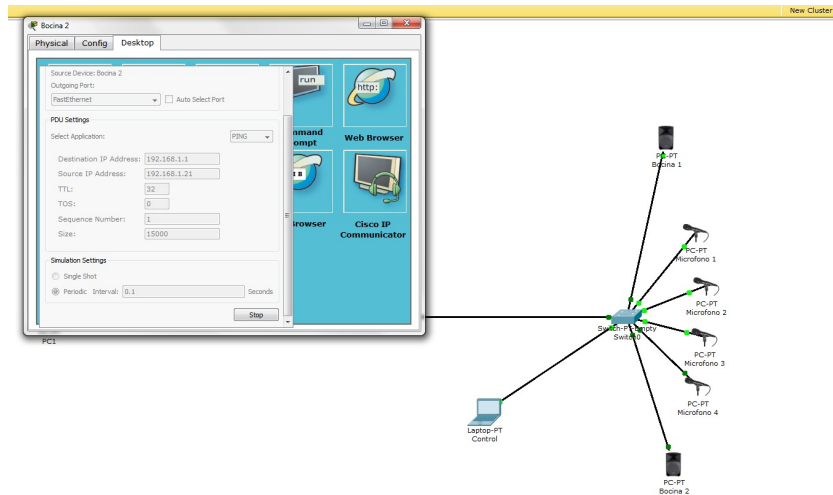 New Cluster
Bocina 2
Physical Config Desktop
Source Device: Bocina 2
Outgoing Port:
FastEthernet Auto Select Port
PDU Settings
Select Application: PING
Destination IP Address: 192.168.1.1
Source IP Address: 192.168.1.21
TTL: 32
TOS: 0
Sequence Number: 1
Size: 15000
Simulation Settings
Single Shot
Periodic Interval: 0.1 Seconds
Stop
run
http:
Web Browser
Cisco IP
Communicator
PC1
PC-PT
Bocina 1
PC-PT
Microfono 1
PC-PT
Microfono 2
Switch0
PC-PT
Microfono 3
PC-PT
Microfono 4
Laptop-PT
Control
PC-PT
Bocina 2